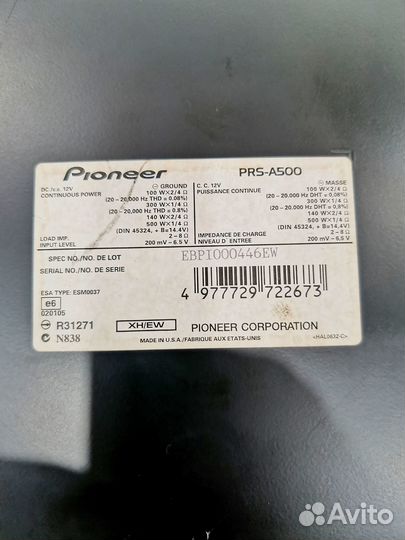 Pioneer PRS-A500
D.C. 12V ⊖ GROUND
CONTINUOUS POWER 100 W×2/4 Ω
(20 – 20,000 Hz THD = 0.08%)
300 W×1/4 Ω
(20 – 20,000 Hz THD = 0.8%)
140 W×2/4 Ω
500 W×1/4 Ω
(DIN 45324, + B=14.4V)
LOAD IMP. 2–8 Ω
INPUT LEVEL 200 mV – 6.5 V
C. C. 12V ⊖ MASSE
PUISSANCE CONTINUE 100 W×2/4 Ω
(20 – 20.000 Hz DHT = 0,08%)
300 W×1/4 Ω
(20 – 20.000 Hz DHT = 0,8%)
140 W×2/4 Ω
500 W×1/4 Ω
(DIN 45324, + B=14.4V)
IMPEDANCE DE CHARGE 2–8 Ω
NIVEAU D' ENTREE 200 mV – 6.5 V
SPEC NO./NO. DE LOT
SERIAL NO./NO. DE SERIE
EBPI000446EW
4 977729 722673
ESA TYPE: ESM0037
e6
020105
R31271
N838
XH/EW
PIONEER CORPORATION
MADE IN U.S.A./FABRIQUE AUX ETATS-UNIS
<HAL0632-C>
Avito